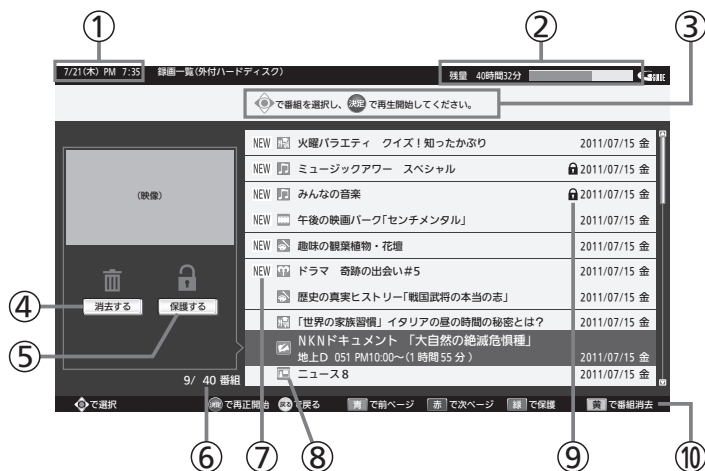 ① ② ③
7/21(木) PM 7:35 録画一覧(外付ハードディスク) 残量 40時間32分 GGUIDE
で番組を選択し、決定で再生開始してください。
NEW 火曜バラエティ クイズ！知ったかぶり 2011/07/15 金
NEW ミュージックアワー スペシャル 2011/07/15 金
(映像)
NEW みんなの音楽 2011/07/15 金
NEW 午後の映画パーク「センチメンタル」 2011/07/15 金
NEW 趣味の観葉植物・花壇 2011/07/15 金
NEW ドラマ 奇跡の出会い#5 2011/07/15 金
④ 消去する 保護する
歴史の真実ヒストリー「戦国武将の本当の志」 2011/07/15 金
⑤
「世界の家族習慣」イタリアの昼の時間の秘密とは？ 2011/07/15 金
NKNドキュメント 「大自然の絶滅危惧種」
地上D 051 PM10:00～(1時間55分) 2011/07/15 金
9/ 40 番組
ニュース8 2011/07/15 金
で選択 決定で再正開始 戻るで戻る 青で前ページ 赤で次ページ 緑で保護 黄で番組消去
⑥ ⑦ ⑧ ⑨ ⑩